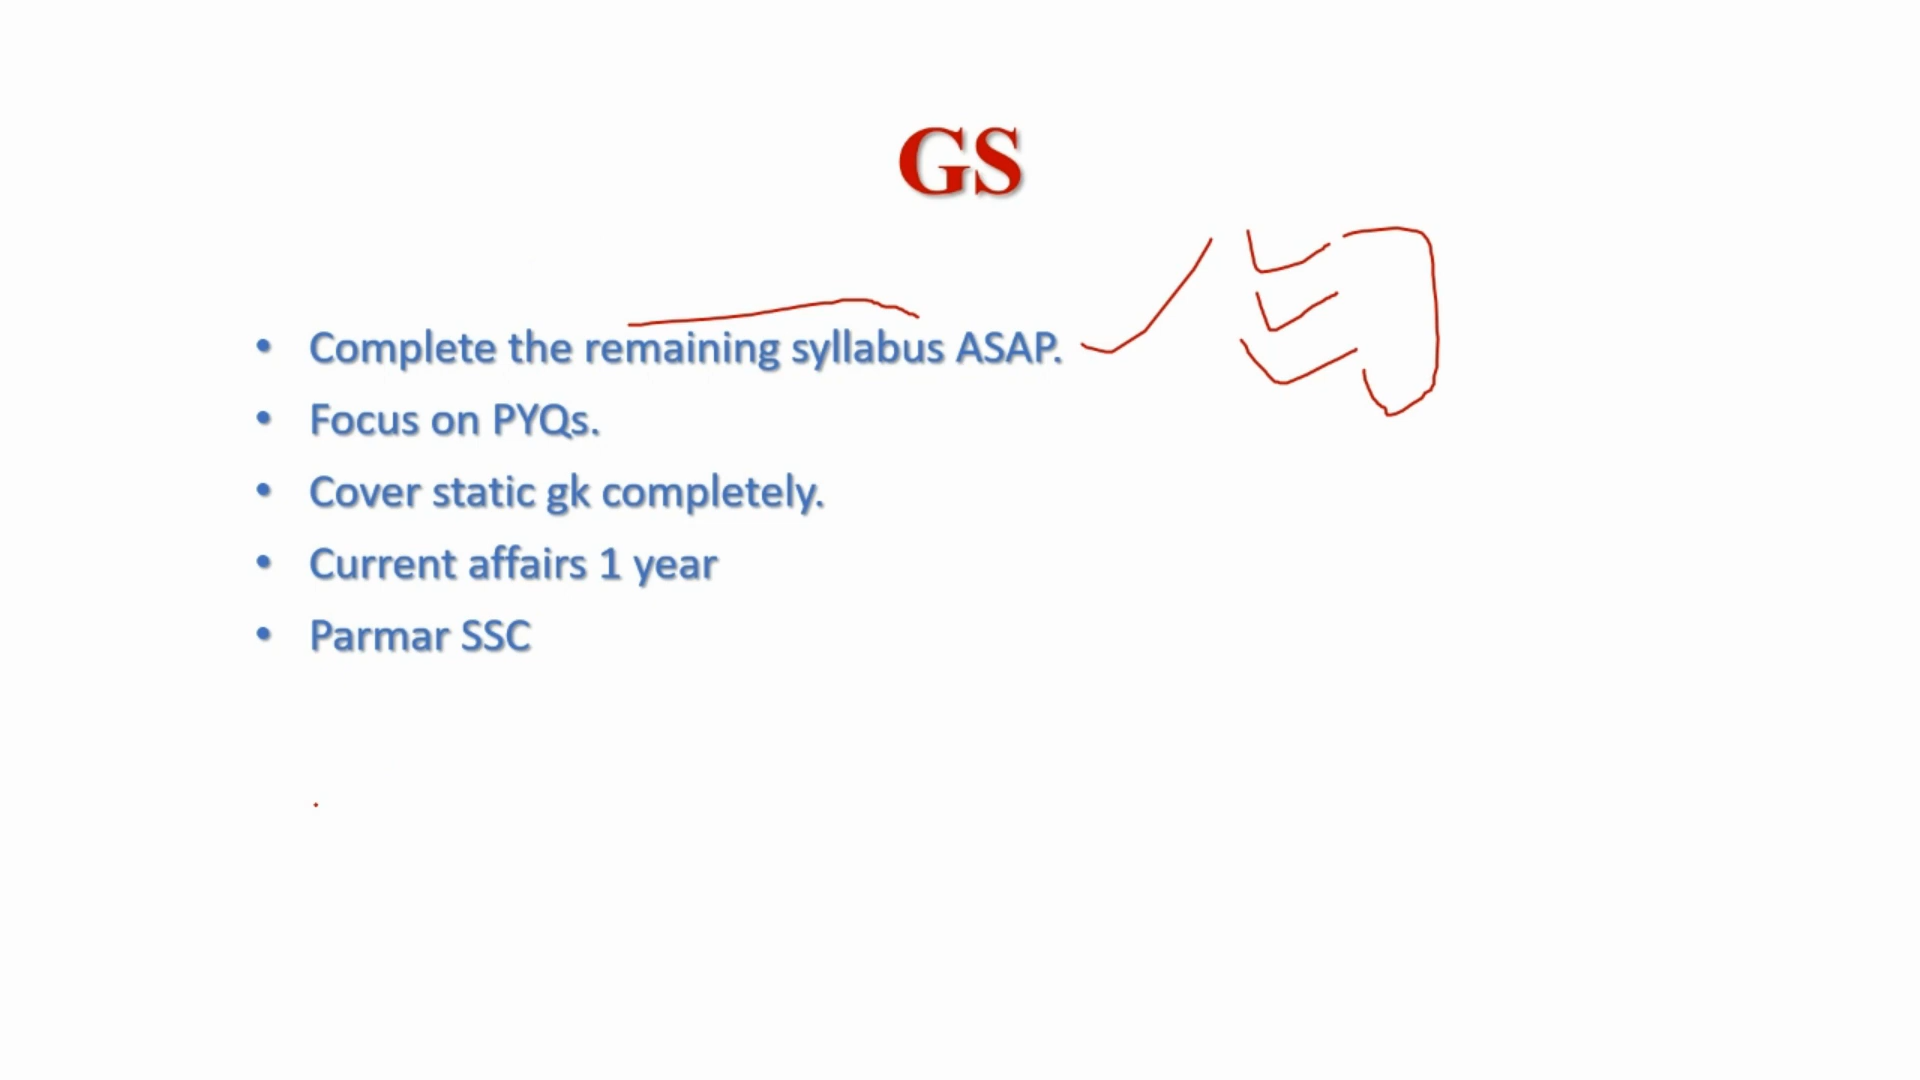 GS
• Complete the remaining syllabus ASAP.
• Focus on PYQs.
• Cover static gk completely.
• Current affairs 1 year
• Parmar SSC